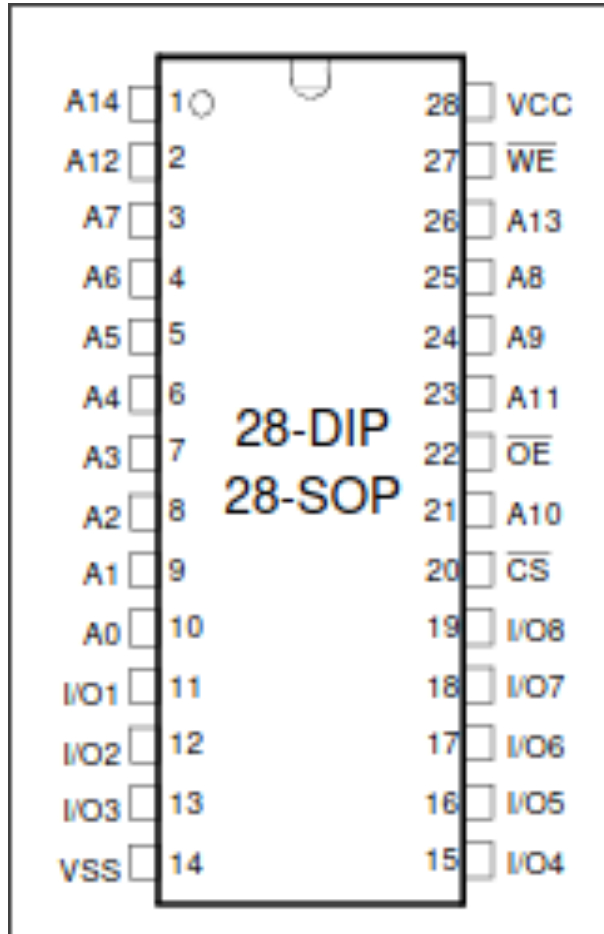 A14 1 28 VCC
A12 2 27 W̅E̅
A7 3 26 A13
A6 4 25 A8
A5 5 24 A9
A4 6 23 A11
28-DIP
A3 7 22 O̅E̅
28-SOP
A2 8 21 A10
A1 9 20 C̅S̅
A0 10 19 I/O8
I/O1 11 18 I/O7
I/O2 12 17 I/O6
I/O3 13 16 I/O5
VSS 14 15 I/O4